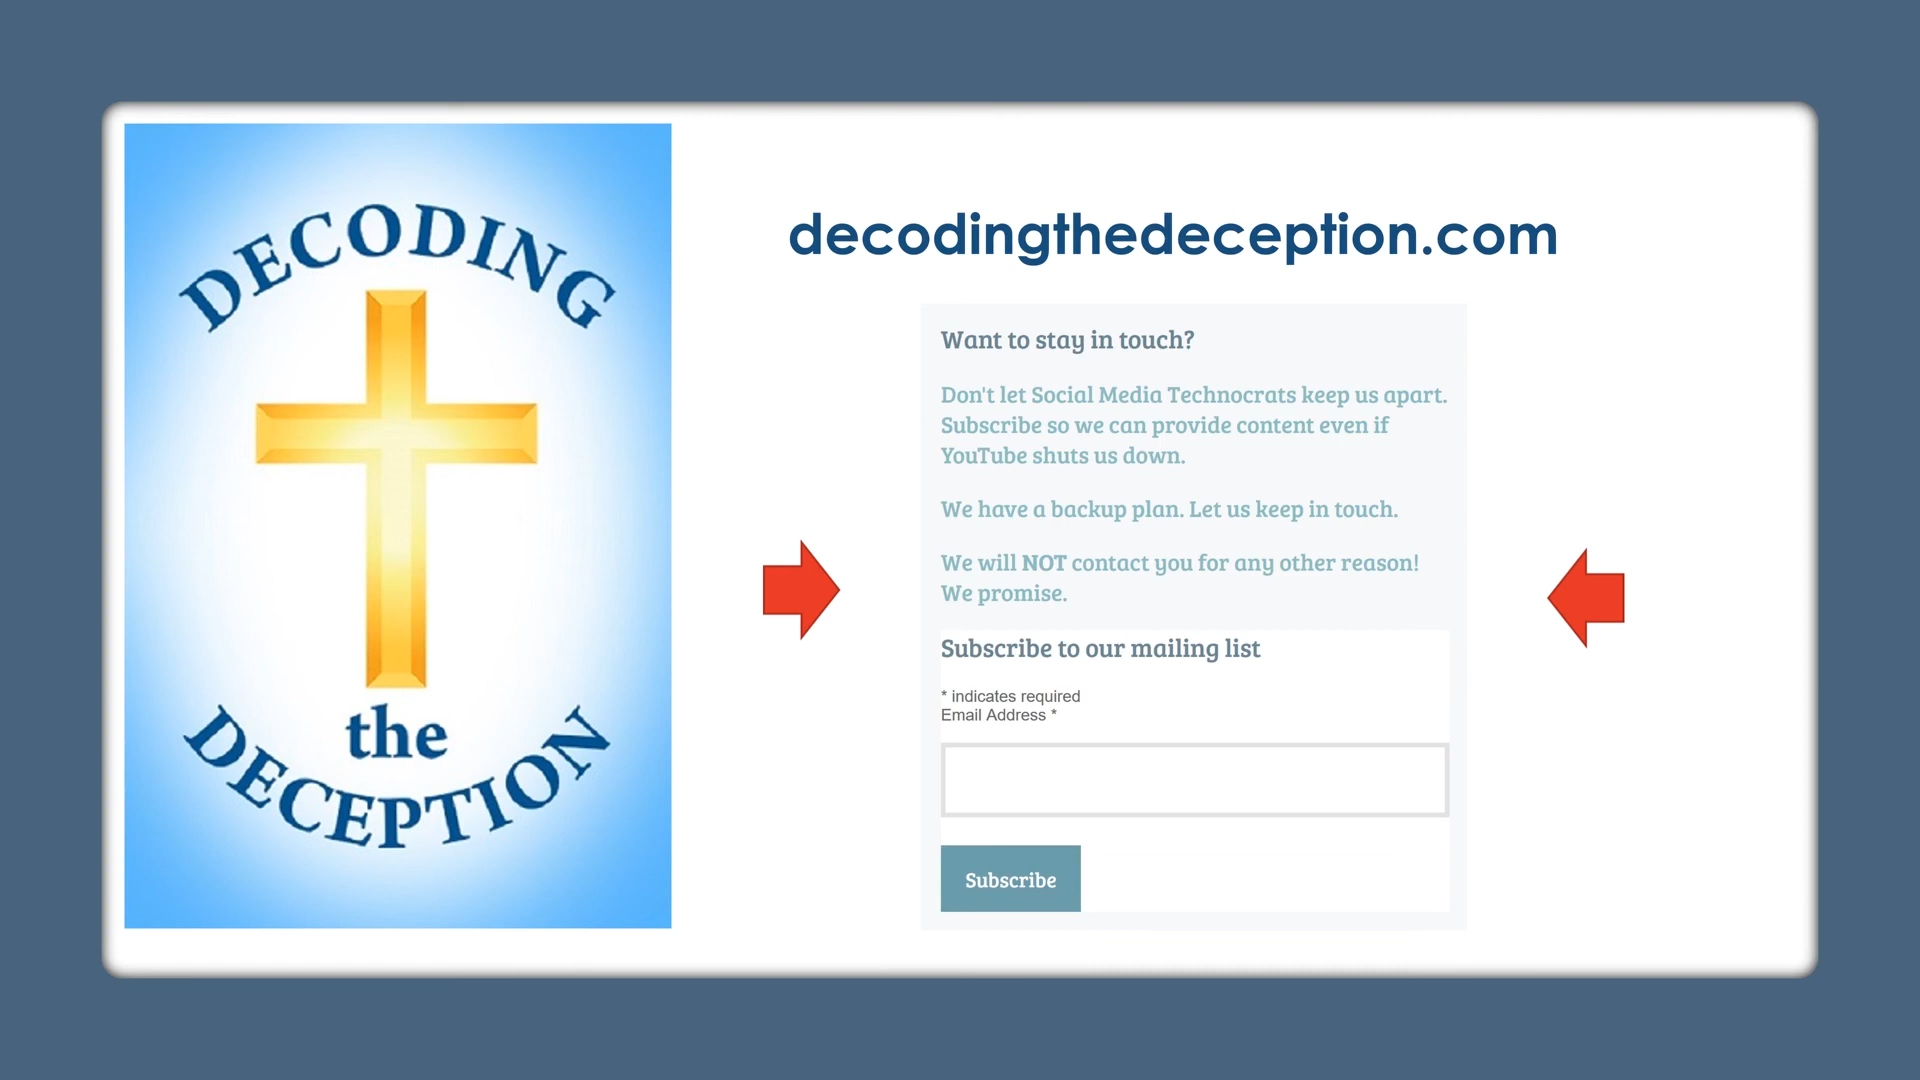 DECODING
the
DECEPTION
decodingthedeception.com
Want to stay in touch?
Don't let Social Media Technocrats keep us apart.
Subscribe so we can provide content even if
YouTube shuts us down.
We have a backup plan. Let us keep in touch.
We will NOT contact you for any other reason!
We promise.
Subscribe to our mailing list
* indicates required
Email Address *
Subscribe